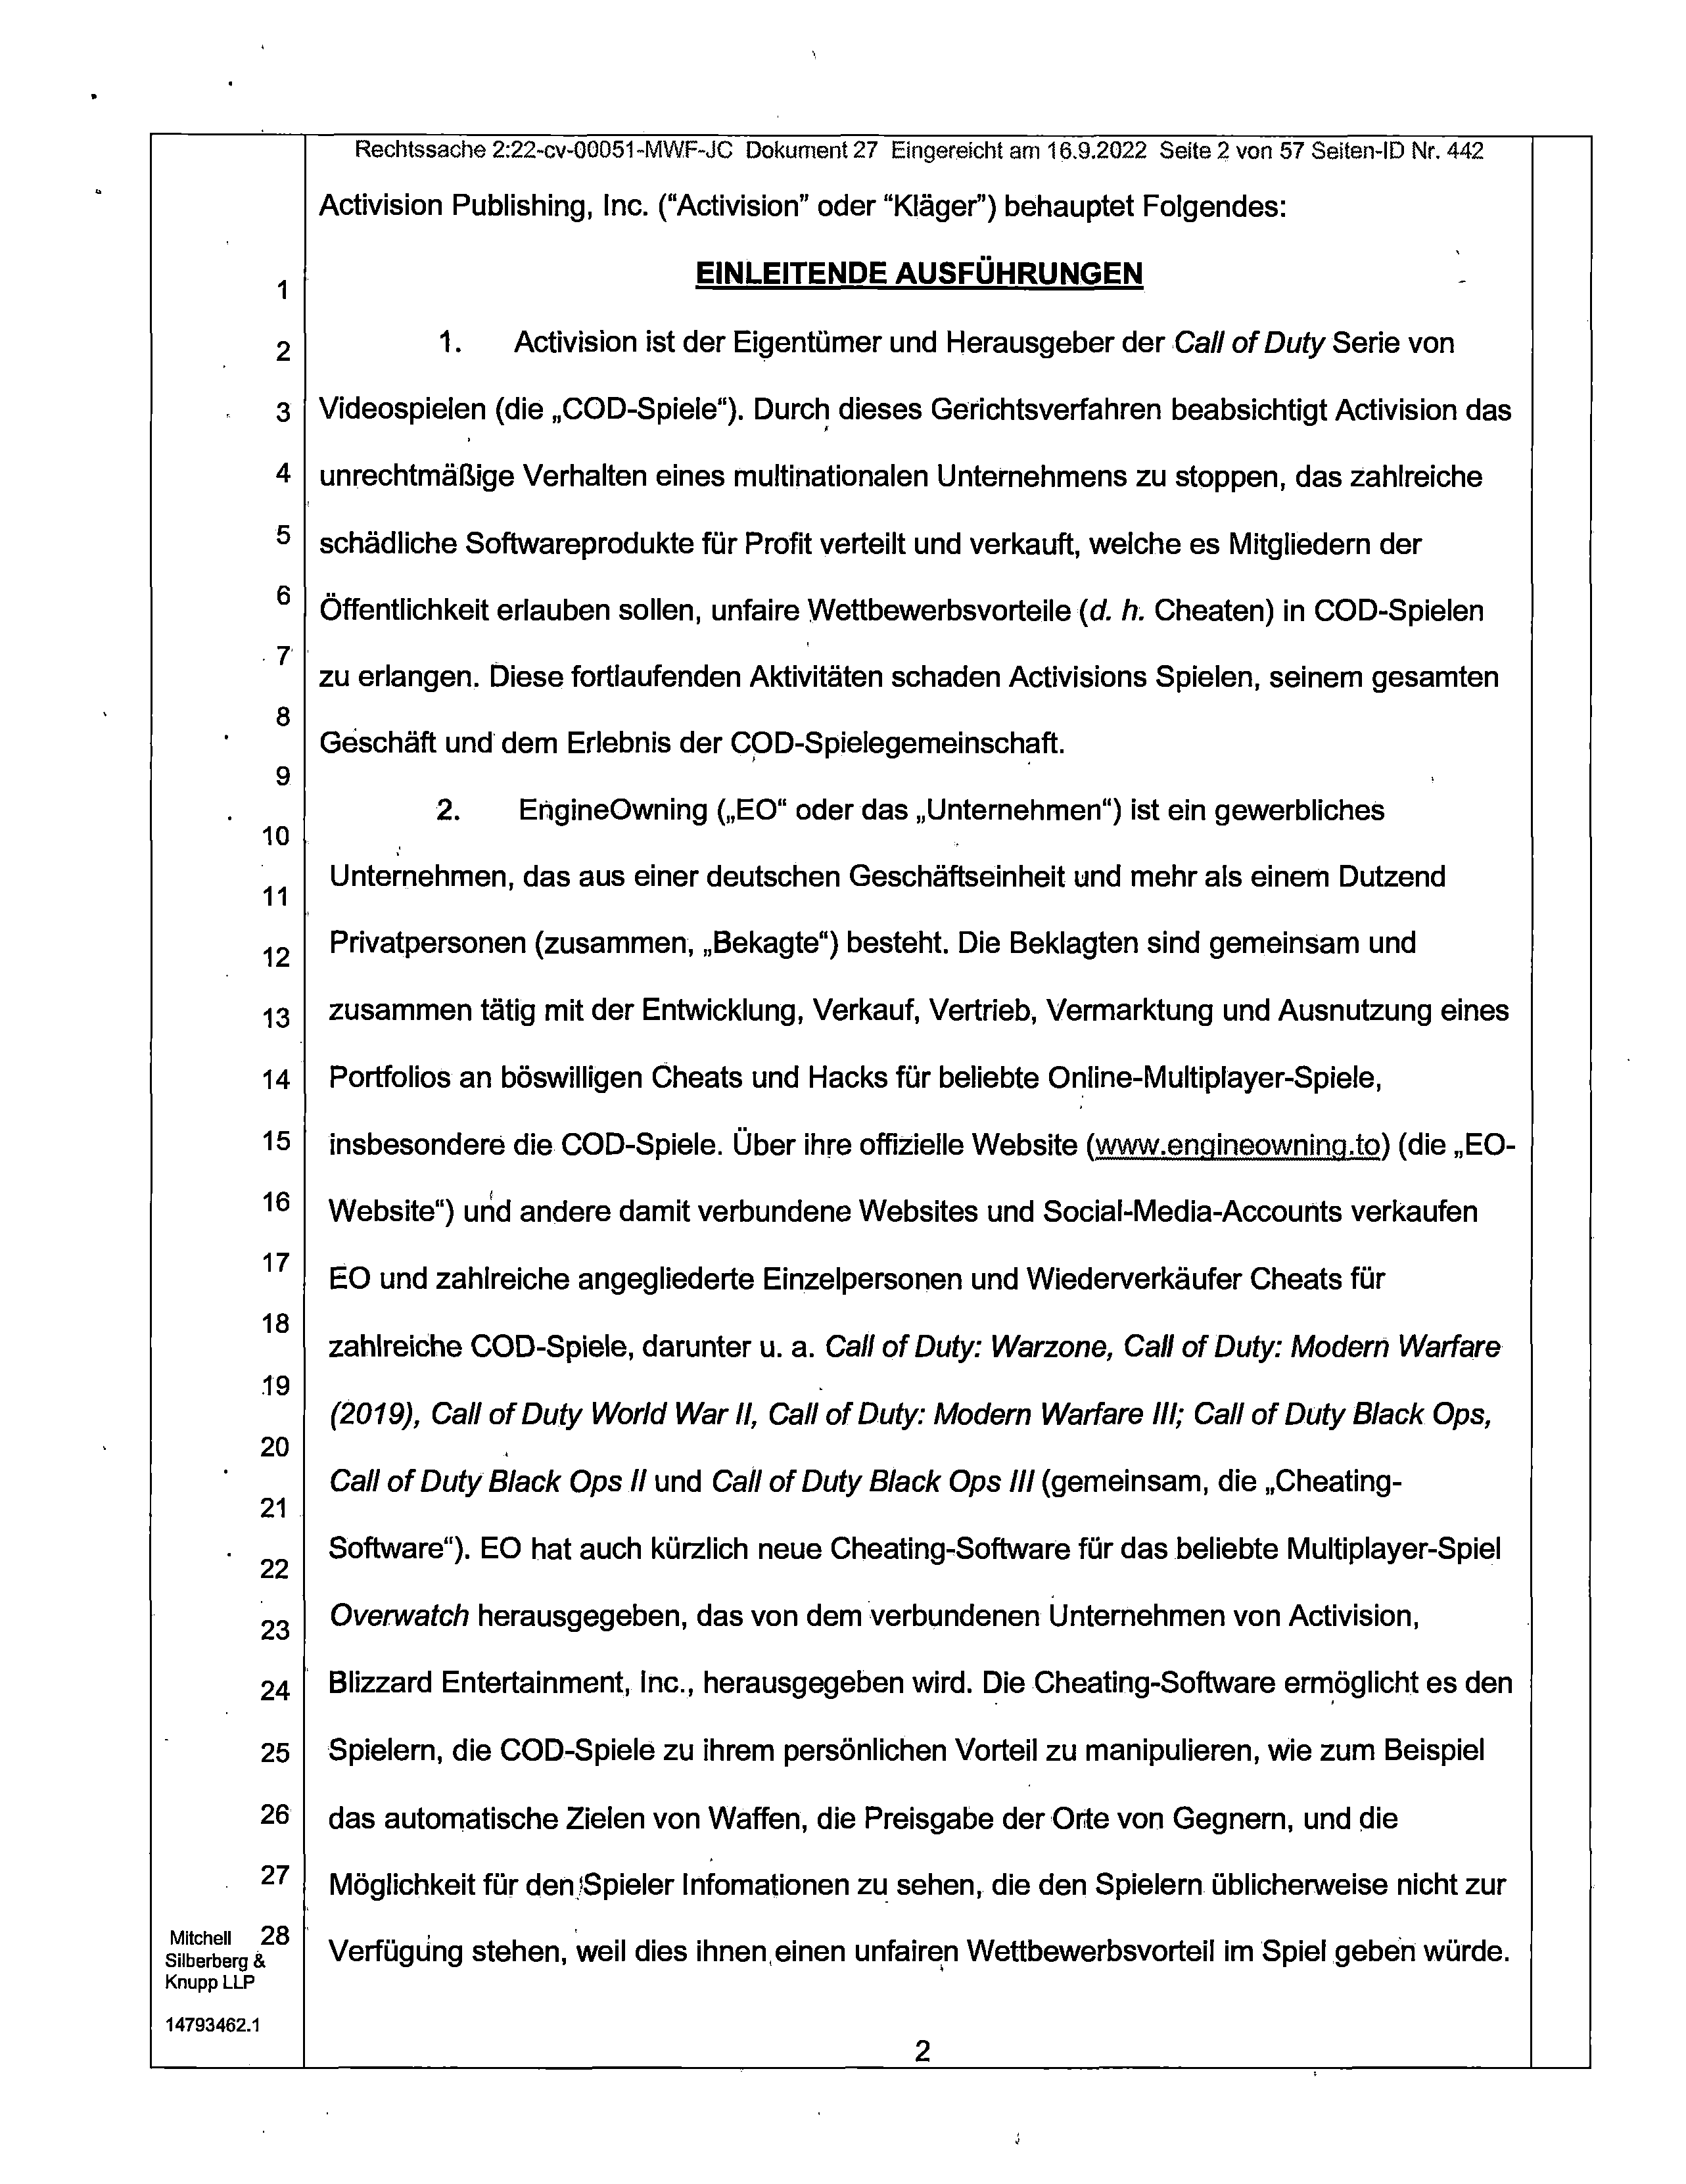 Rechtssache 2:22-cv-00051-MWF-JC Dokument 27 Eingereicht am 16.9.2022 Seite 2 von 57 Seiten-ID Nr. 442
Activision Publishing, Inc. ("Activision" oder "Kläger") behauptet Folgendes:
EINLEITENDE AUSFÜHRUNGEN
1
2 1. Activision ist der Eigentümer und Herausgeber der Call of Duty Serie von
3 Videospielen (die „COD-Spiele“). Durch dieses Gerichtsverfahren beabsichtigt Activision das
4 unrechtmäßige Verhalten eines multinationalen Unternehmens zu stoppen, das zahlreiche
5 schädliche Softwareprodukte für Profit verteilt und verkauft, welche es Mitgliedern der
6 Öffentlichkeit erlauben sollen, unfaire Wettbewerbsvorteile (d. h. Cheaten) in COD-Spielen
7 zu erlangen. Diese fortlaufenden Aktivitäten schaden Activisions Spielen, seinem gesamten
8 Geschäft und dem Erlebnis der COD-Spielegemeinschaft.
9
10 2. EngineOwning („EO“ oder das „Unternehmen“) ist ein gewerbliches
11 Unternehmen, das aus einer deutschen Geschäftseinheit und mehr als einem Dutzend
12 Privatpersonen (zusammen, „Bekagte“) besteht. Die Beklagten sind gemeinsam und
13 zusammen tätig mit der Entwicklung, Verkauf, Vertrieb, Vermarktung und Ausnutzung eines
14 Portfolios an böswilligen Cheats und Hacks für beliebte Online-Multiplayer-Spiele,
15 insbesondere die COD-Spiele. Über ihre offizielle Website (www.engineowning.to) (die „EO-
16 Website“) und andere damit verbundene Websites und Social-Media-Accounts verkaufen
17 EO und zahlreiche angegliederte Einzelpersonen und Wiederverkäufer Cheats für
18 zahlreiche COD-Spiele, darunter u. a. Call of Duty: Warzone, Call of Duty: Modern Warfare
19 (2019), Call of Duty World War II, Call of Duty: Modern Warfare III; Call of Duty Black Ops,
20 Call of Duty Black Ops II und Call of Duty Black Ops III (gemeinsam, die „Cheating-
21
22 Software“). EO hat auch kürzlich neue Cheating-Software für das beliebte Multiplayer-Spiel
23 Overwatch herausgegeben, das von dem verbundenen Unternehmen von Activision,
24 Blizzard Entertainment, Inc., herausgegeben wird. Die Cheating-Software ermöglicht es den
25 Spielern, die COD-Spiele zu ihrem persönlichen Vorteil zu manipulieren, wie zum Beispiel
26 das automatische Zielen von Waffen, die Preisgabe der Orte von Gegnern, und die
27 Möglichkeit für den Spieler Infomationen zu sehen, die den Spielern üblicherweise nicht zur
28 Verfügung stehen, weil dies ihnen einen unfairen Wettbewerbsvorteil im Spiel geben würde.
Mitchell
Silberberg &
Knupp LLP
14793462.1
2